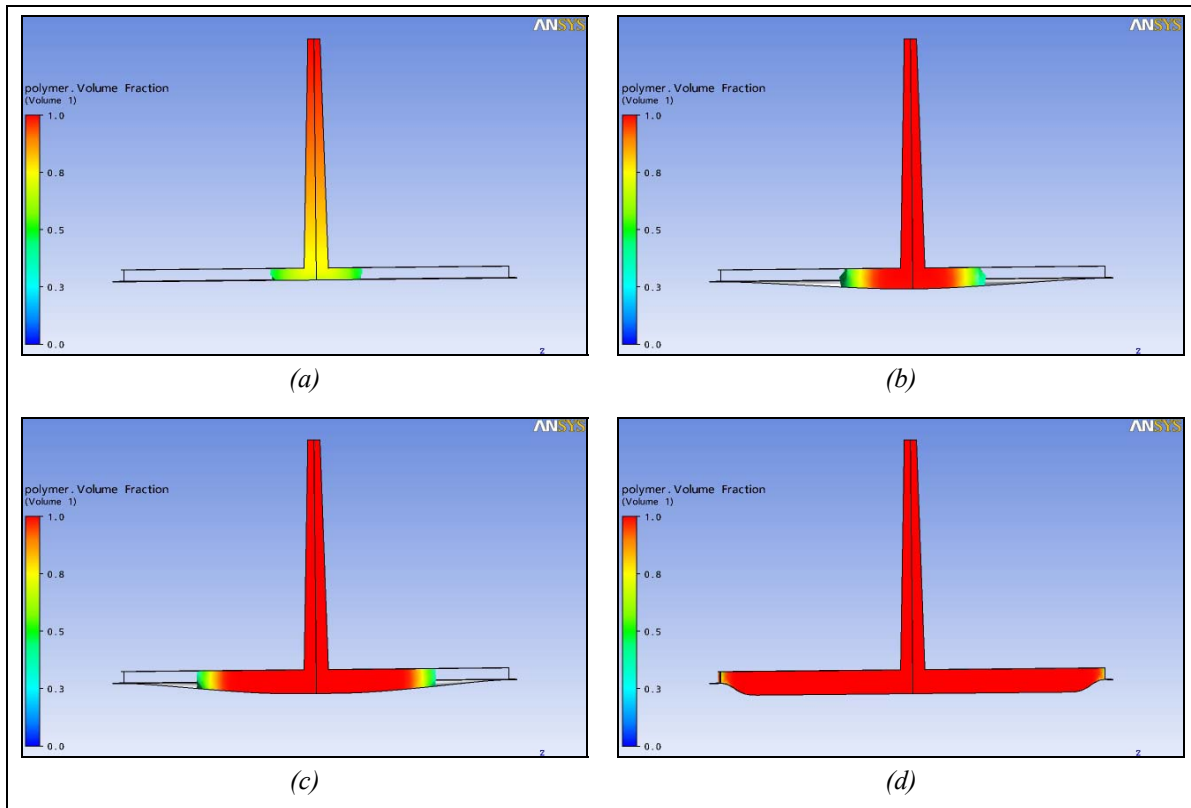 ANSYS
polymer.Volume Fraction
(Volume 1)
1.0
0.8
0.5
0.3
0.0
z
(a)
ANSYS
polymer.Volume Fraction
(Volume 1)
1.0
0.8
0.5
0.3
0.0
z
(b)
ANSYS
polymer.Volume Fraction
(Volume 1)
1.0
0.8
0.5
0.3
0.0
z
(c)
ANSYS
polymer.Volume Fraction
(Volume 1)
1.0
0.8
0.5
0.3
0.0
z
(d)